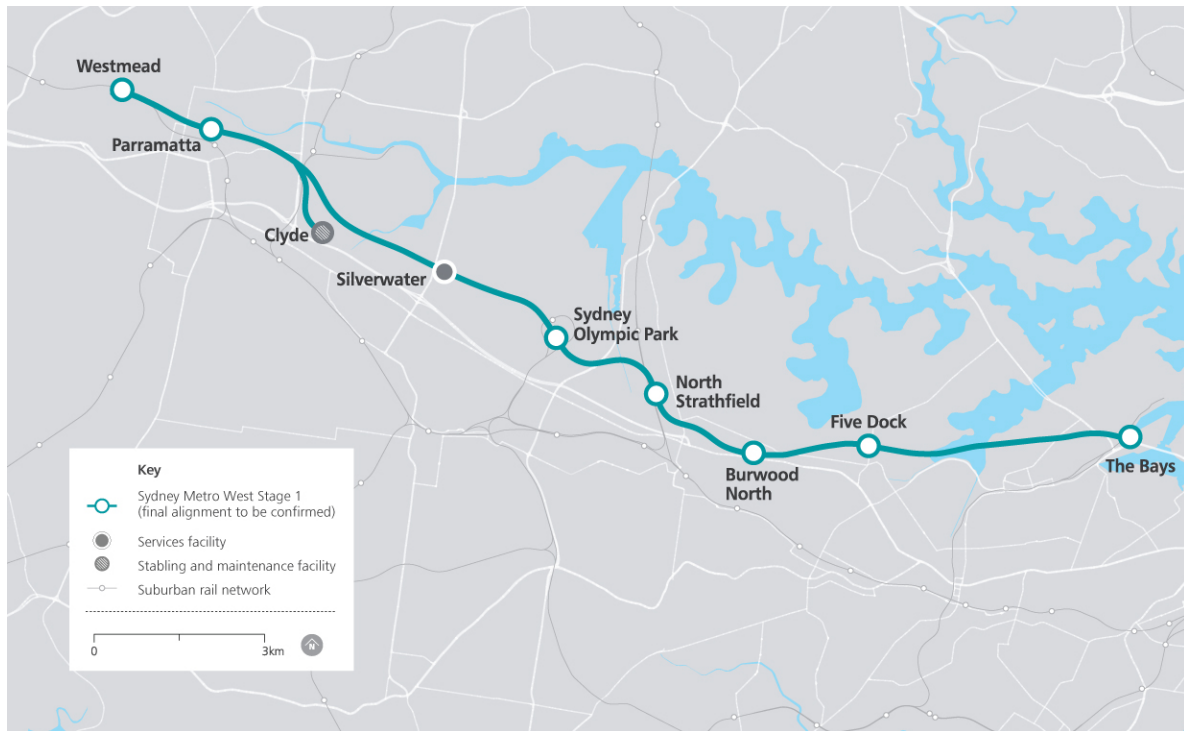 Westmead
Parramatta
Clyde
Silverwater
Sydney
Olympic Park
North
Strathfield
Five Dock
Burwood
North
The Bays
Key
Sydney Metro West Stage 1
(final alignment to be confirmed)
Services facility
Stabling and maintenance facility
Suburban rail network
0
3km
N